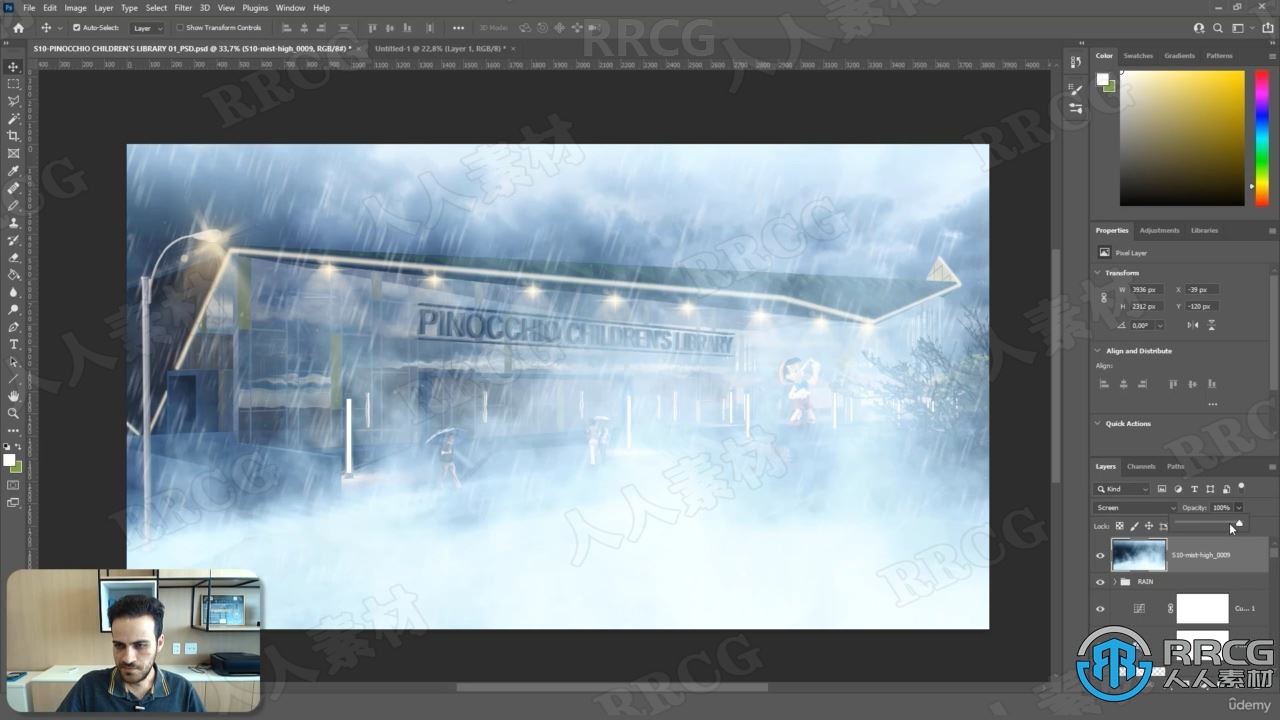 File Edit Image Layer Type Select Filter 3D View Plugins Window Help
Auto-Select: Layer Show Transform Controls 3D Mode:
S10-PINOCCHIO CHILDREN'S LIBRARY 01_PSD.psd @ 33,7% (S10-mist-high_0009, RGB/8#) * × Untitled-1 @ 22,8% (Layer 1, RGB/8) * ×
PINOCCHIO CHILDREN'S LIBRARY
Color Swatches Gradients Patterns
Properties Adjustments Libraries
Pixel Layer
Transform
W 3936 px X -39 px
H 2312 px Y -120 px
0,00°
Align and Distribute
Align:
Quick Actions
Layers Channels Paths
Kind
Screen Opacity: 100%
Lock:
S10-mist-high_0009
RAIN
Cu... 1
RRCG
人人素材
ûdemy